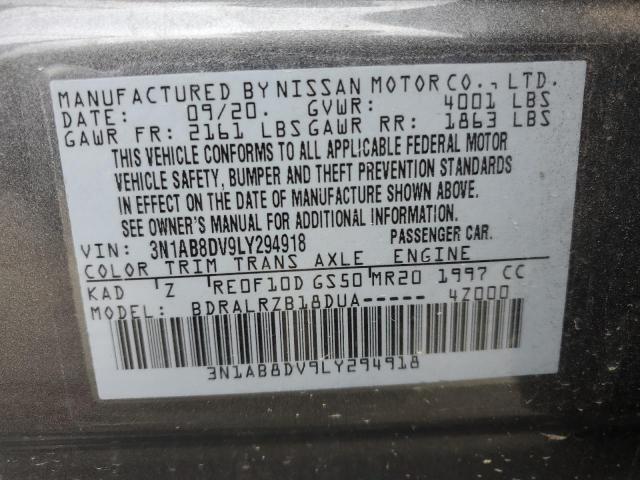 MANUFACTURED BY NISSAN MOTOR CO., LTD.
DATE: 09/20. GVWR: 4001 LBS
GAWR FR: 2161 LBS GAWR RR: 1863 LBS
THIS VEHICLE CONFORMS TO ALL APPLICABLE FEDERAL MOTOR
VEHICLE SAFETY, BUMPER AND THEFT PREVENTION STANDARDS
IN EFFECT ON THE DATE OF MANUFACTURE SHOWN ABOVE.
SEE OWNER'S MANUAL FOR ADDITIONAL INFORMATION.
VIN: 3N1AB8DV9LY294918 PASSENGER CAR.
COLOR TRIM TRANS AXLE ENGINE
KAD Z RE0F10D GS50 MR20 1997 CC
MODEL: BDRALRZB18DUA----- 4Z000
3N1AB8DV9LY294918